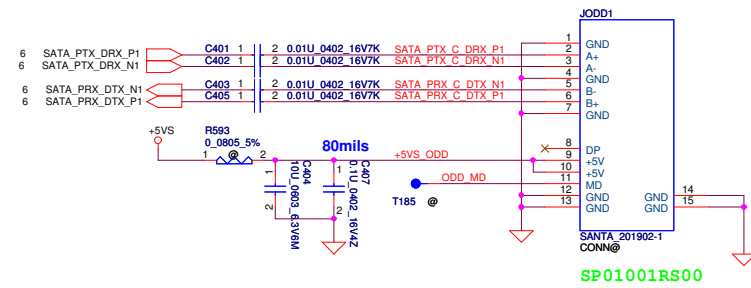 JODD1
6 SATA_PTX_DRX_P1 C401 1 2 0.01U_0402_16V7K SATA_PTX_C_DRX_P1
6 SATA_PTX_DRX_N1 C402 1 2 0.01U_0402_16V7K SATA_PTX_C_DRX_N1
6 SATA_PRX_DTX_N1 C403 1 2 0.01U_0402_16V7K SATA_PRX_C_DTX_N1
6 SATA_PRX_DTX_P1 C405 1 2 0.01U_0402_16V7K SATA_PRX_C_DTX_P1
1 GND
2 A+
3 A-
4 GND
5 B-
6 B+
7 GND
8 DP
9 +5V
10 +5V
11 MD
12 GND
13 GND
GND 14
GND 15
+5VS
R593
0_0805_5%
1 2
@
80mils
+5VS_ODD
1 2
C404
10U_0603_6.3V6M
1 2
C407
0.1U_0402_16V4Z
ODD_MD
T185 @
SANTA_201902-1
CONN@
SP01001RS00